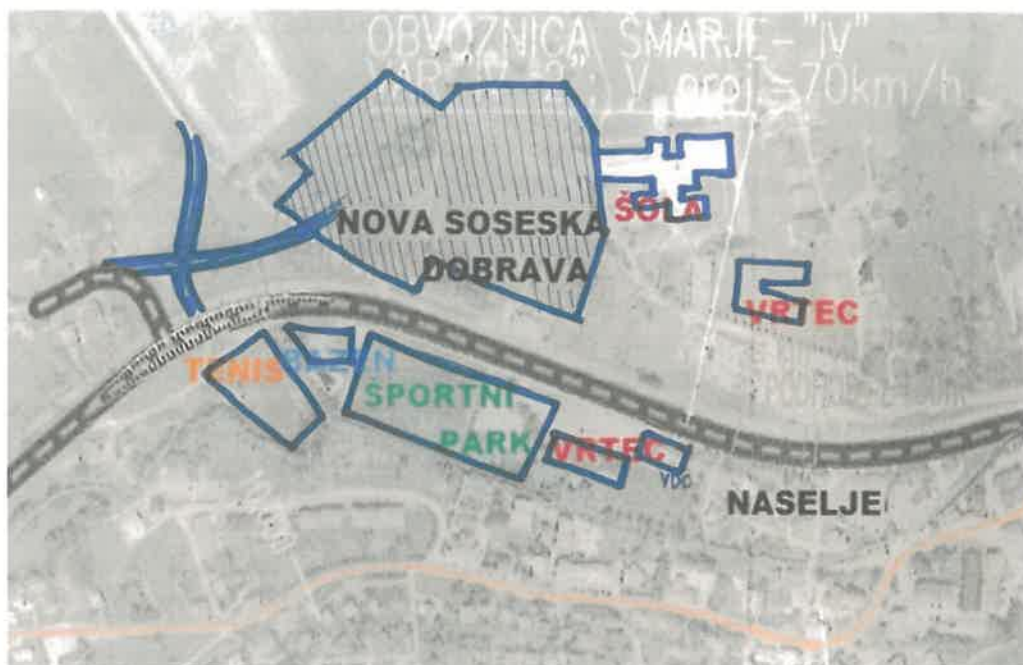 OBVOZNICA ŠMARJE-"IV"
V proj.=70km/h
NOVA SOSESKA
DOBRAVA
ŠOLA
VRTEC
TENIS
BAZEN
ŠPORTNI
PARK
VRTEC
VDC
NASELJE